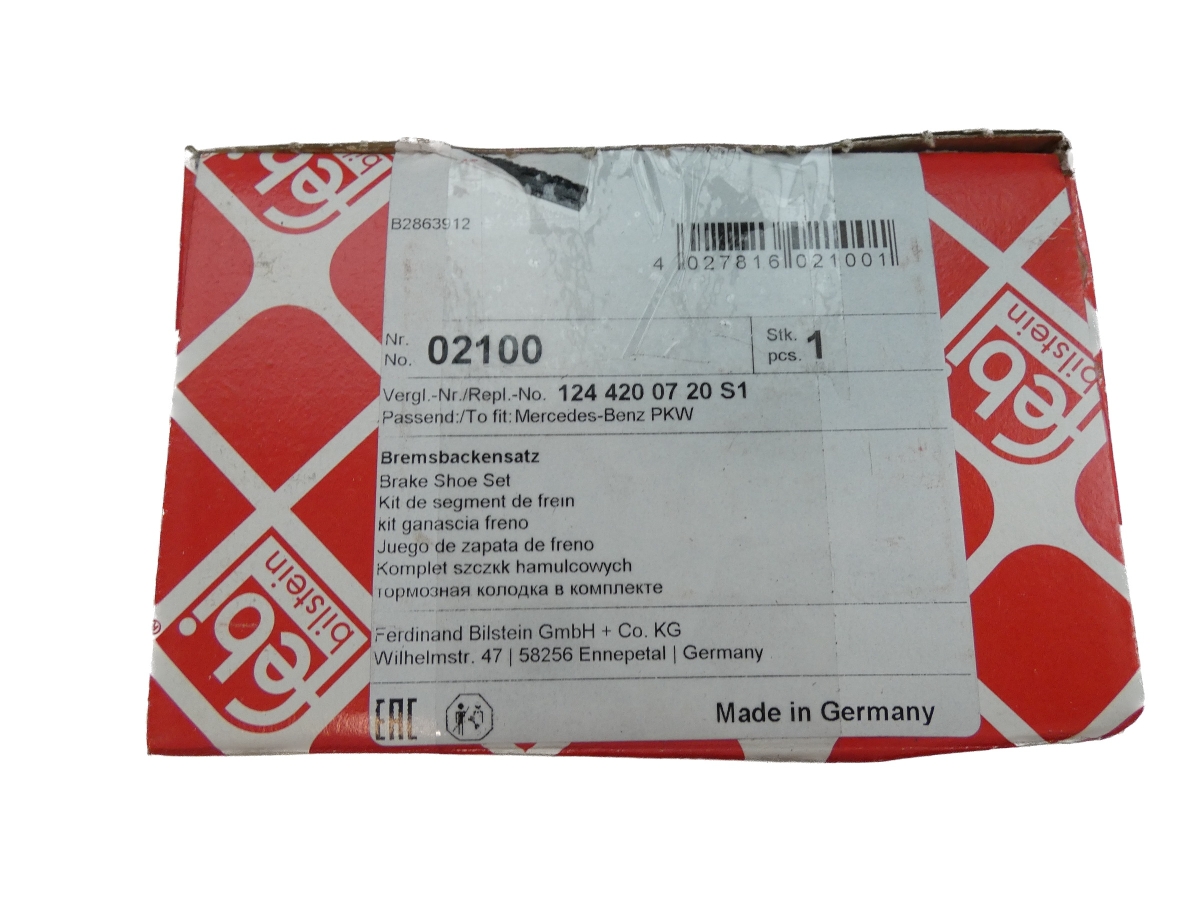 febi
bilstein
B2863912
4 027816 021001
Nr.
No. 02100
Stk.
pcs. 1
febi
bilstein
Vergl.-Nr./Repl.-No. 124 420 07 20 S1
Passend:/To fit: Mercedes-Benz PKW
Bremsbackensatz
Brake Shoe Set
Kit de segment de frein
kit ganascia freno
Juego de zapata de freno
Komplet szczkk hamulcowych
тормозная колодка в комплекте
febi
bilstein
®
Ferdinand Bilstein GmbH + Co. KG
Wilhelmstr. 47 | 58256 Ennepetal | Germany
EAC
Made in Germany